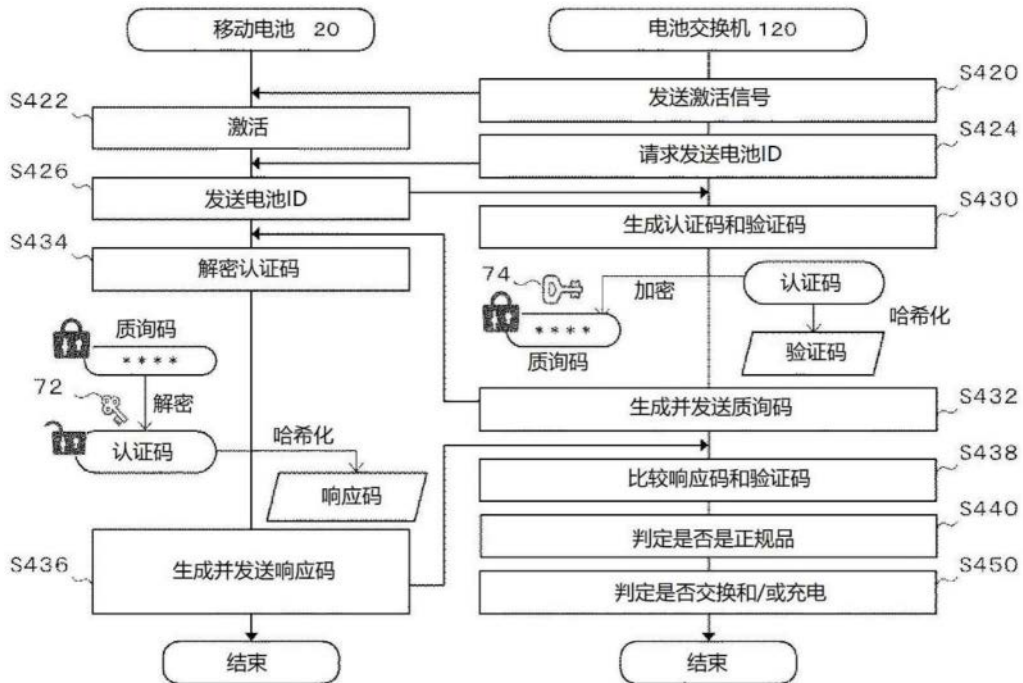 移动电池 20
电池交换机 120
S420
发送激活信号
S422
激活
S424
请求发送电池ID
S426
发送电池ID
S430
生成认证码和验证码
S434
解密认证码
74
加密
认证码
****
质询码
哈希化
验证码
质询码
****
72
解密
认证码
哈希化
响应码
S432
生成并发送质询码
S438
比较响应码和验证码
S440
判定是否是正规品
S436
生成并发送响应码
S450
判定是否交换和/或充电
结束
结束